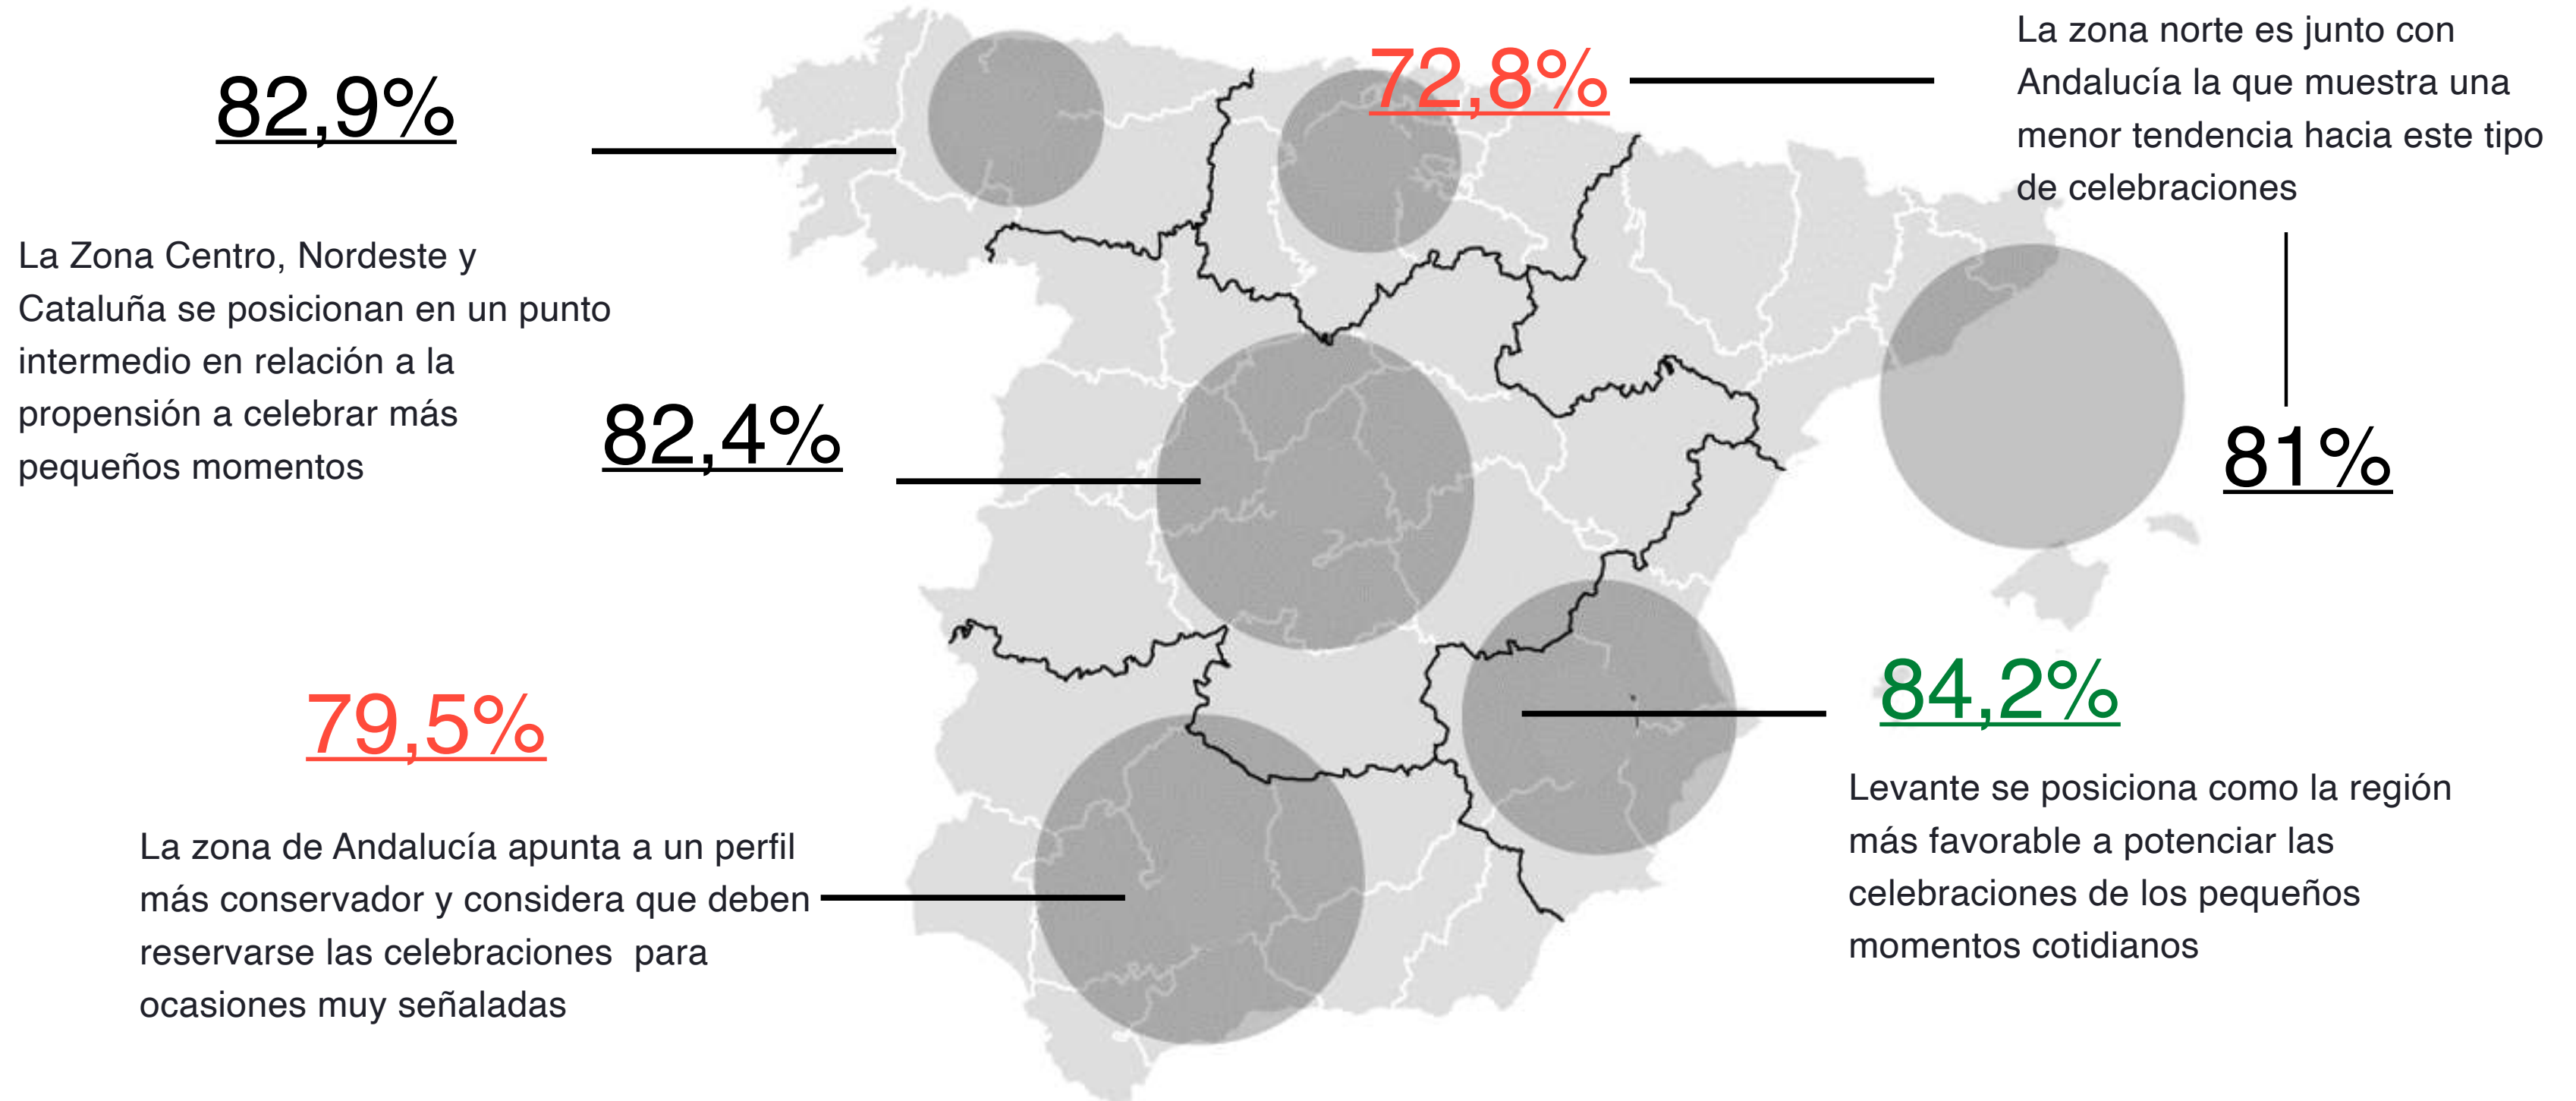 82,9%
La Zona Centro, Nordeste y
Cataluña se posicionan en un punto
intermedio en relación a la
propensión a celebrar más
pequeños momentos
82,4%
79,5%
La zona de Andalucía apunta a un perfil
más conservador y considera que deben
reservarse las celebraciones  para
ocasiones muy señaladas
72,8%
La zona norte es junto con
Andalucía la que muestra una
menor tendencia hacia este tipo
de celebraciones
81%
84,2%
Levante se posiciona como la región
más favorable a potenciar las
celebraciones de los pequeños
momentos cotidianos